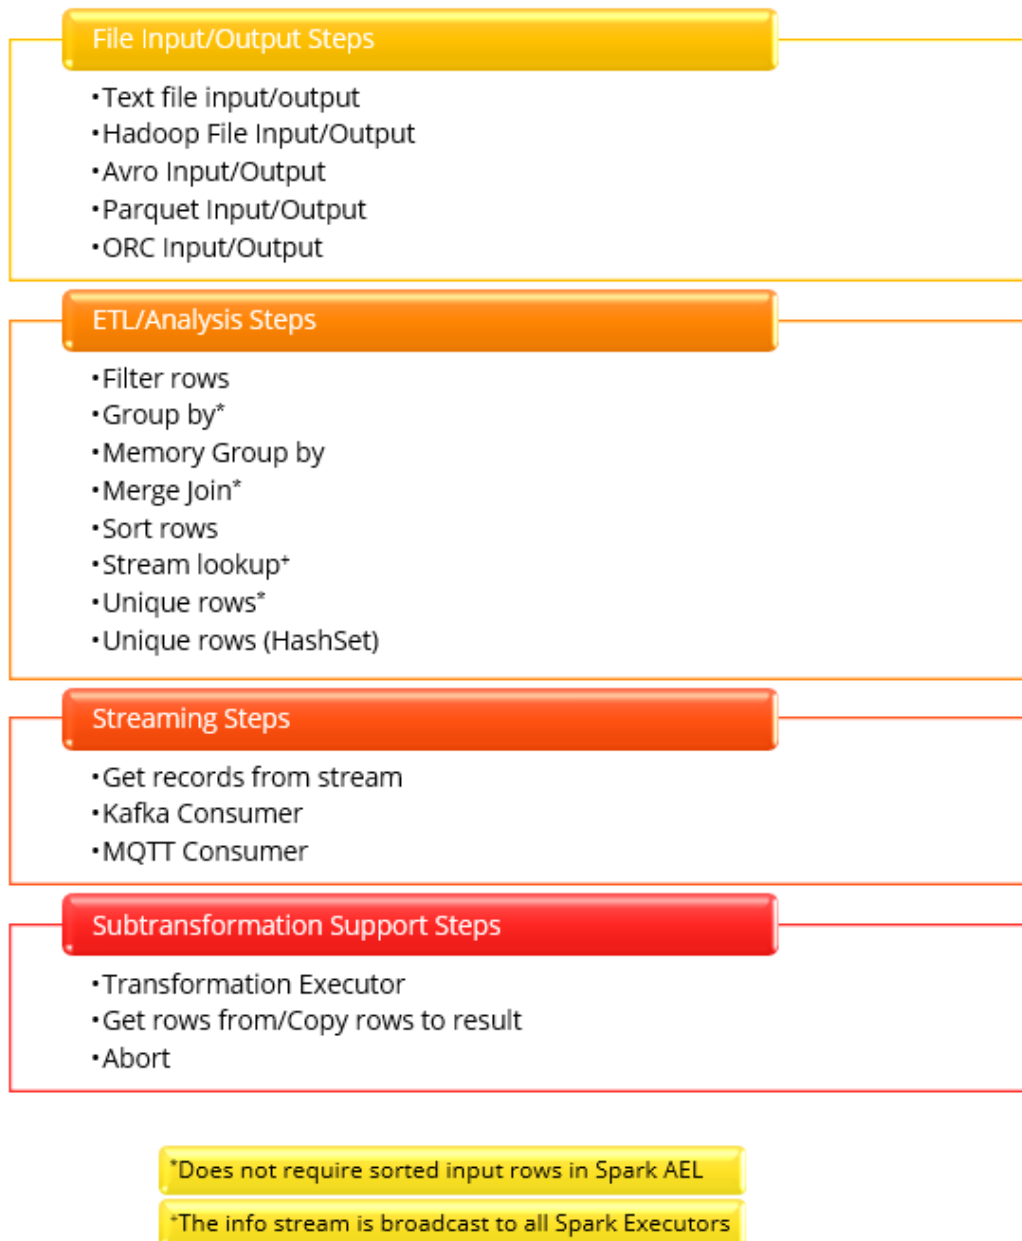 File Input/Output Steps
•Text file input/output
•Hadoop File Input/Output
•Avro Input/Output
•Parquet Input/Output
•ORC Input/Output
ETL/Analysis Steps
•Filter rows
•Group by*
•Memory Group by
•Merge Join*
•Sort rows
•Stream lookup⁺
•Unique rows*
•Unique rows (HashSet)
Streaming Steps
•Get records from stream
•Kafka Consumer
•MQTT Consumer
Subtransformation Support Steps
•Transformation Executor
•Get rows from/Copy rows to result
•Abort
*Does not require sorted input rows in Spark AEL
⁺The info stream is broadcast to all Spark Executors